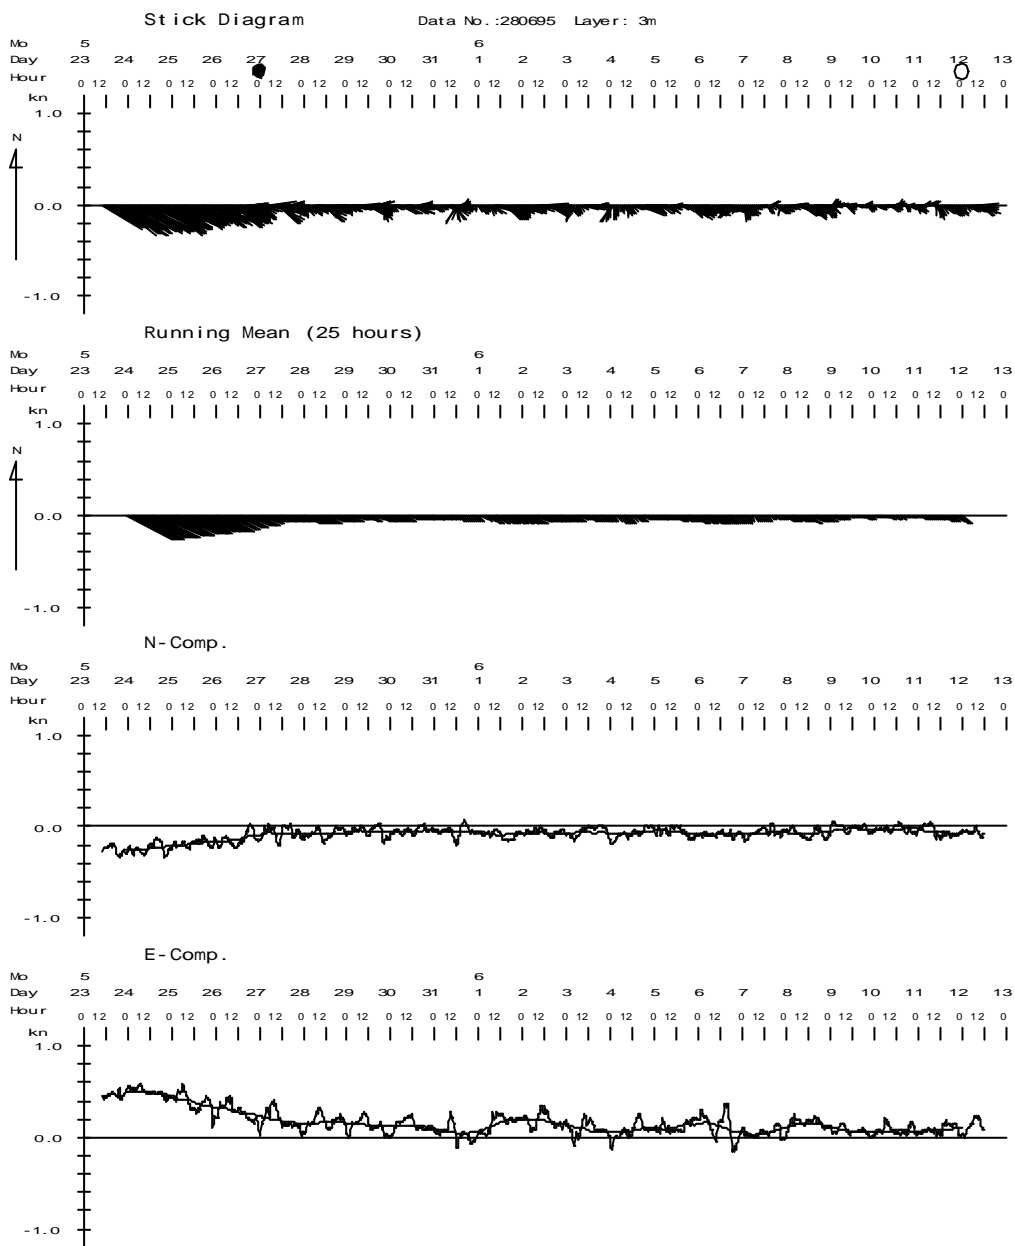 Stick Diagram Data No.:280695 Layer: 3m
Mo 5 6
Day 23 24 25 26 27 28 29 30 31 1 2 3 4 5 6 7 8 9 10 11 12 13
Hour 0 12 0 12 0 12 0 12 0 12 0 12 0 12 0 12 0 12 0 12 0 12 0 12 0 12 0 12 0 12 0 12 0 12 0 12 0 12 0 12 0 12 0
kn
1.0
N
0.0
-1.0
Running Mean (25 hours)
Mo 5 6
Day 23 24 25 26 27 28 29 30 31 1 2 3 4 5 6 7 8 9 10 11 12 13
Hour 0 12 0 12 0 12 0 12 0 12 0 12 0 12 0 12 0 12 0 12 0 12 0 12 0 12 0 12 0 12 0 12 0 12 0 12 0 12 0 12 0 12 0
kn
1.0
N
0.0
-1.0
N-Comp.
Mo 5 6
Day 23 24 25 26 27 28 29 30 31 1 2 3 4 5 6 7 8 9 10 11 12 13
Hour 0 12 0 12 0 12 0 12 0 12 0 12 0 12 0 12 0 12 0 12 0 12 0 12 0 12 0 12 0 12 0 12 0 12 0 12 0 12 0 12 0 12 0
kn
1.0
0.0
-1.0
E-Comp.
Mo 5 6
Day 23 24 25 26 27 28 29 30 31 1 2 3 4 5 6 7 8 9 10 11 12 13
Hour 0 12 0 12 0 12 0 12 0 12 0 12 0 12 0 12 0 12 0 12 0 12 0 12 0 12 0 12 0 12 0 12 0 12 0 12 0 12 0 12 0 12 0
kn
1.0
0.0
-1.0